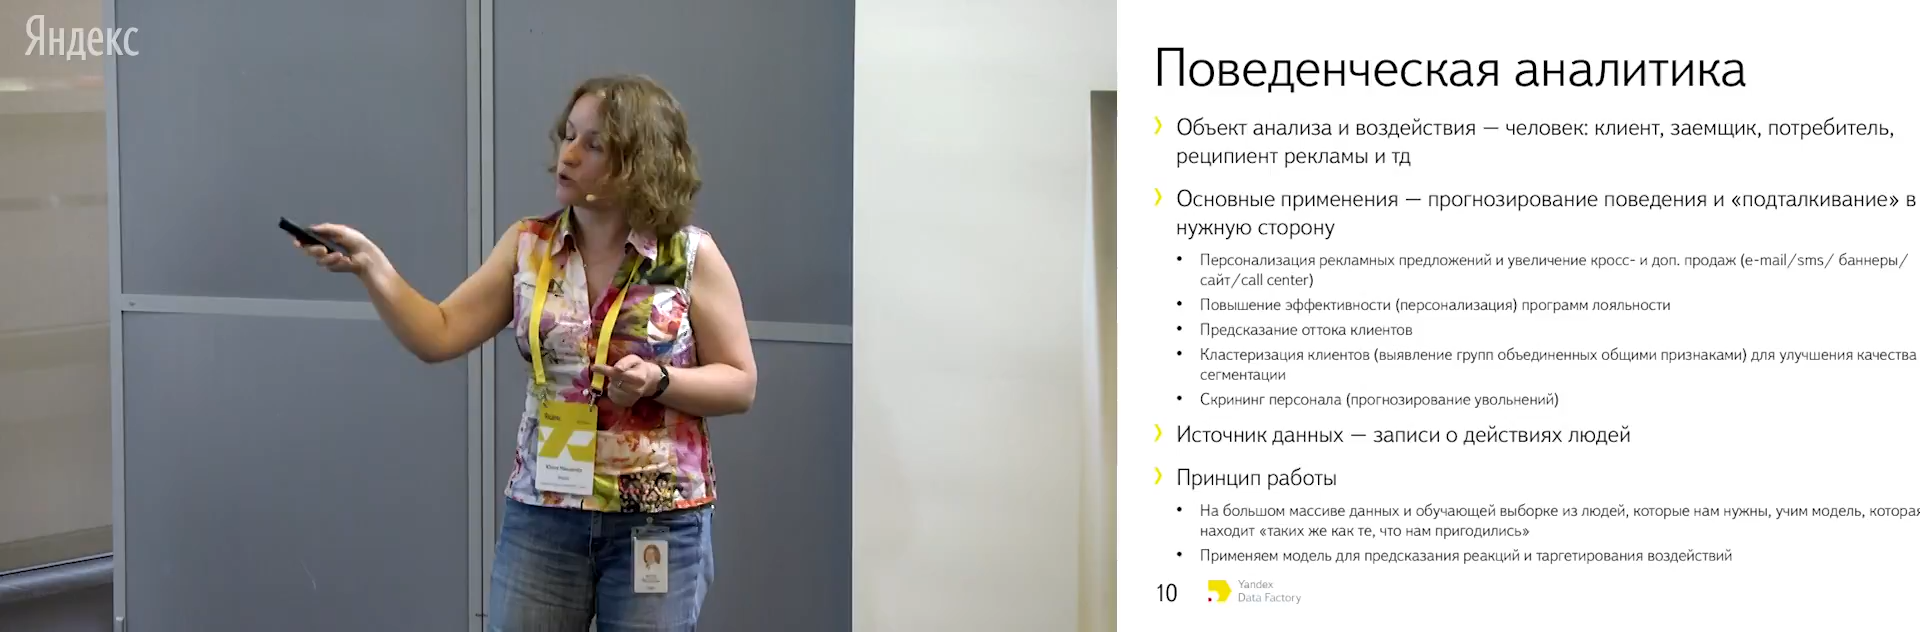 Яндекс
Поведенческая аналитика
Объект анализа и воздействия — человек: клиент, заемщик, потребитель,
реципиент рекламы и тд
Основные применения — прогнозирование поведения и «подталкивание» в
нужную сторону
Персонализация рекламных предложений и увеличение кросс- и доп. продаж (e-mail/sms/ баннеры/
сайт/call center)
Повышение эффективности (персонализация) программ лояльности
Предсказание оттока клиентов
Кластеризация клиентов (выявление групп объединенных общими признаками) для улучшения качества
сегментации
Скрининг персонала (прогнозирование увольнений)
Источник данных — записи о действиях людей
Принцип работы
На большом массиве данных и обучающей выборке из людей, которые нам нужны, учим модель, которая
находит «таких же как те, что нам пригодились»
Применяем модель для предсказания реакций и таргетирования воздействий
10
Yandex
Data Factory